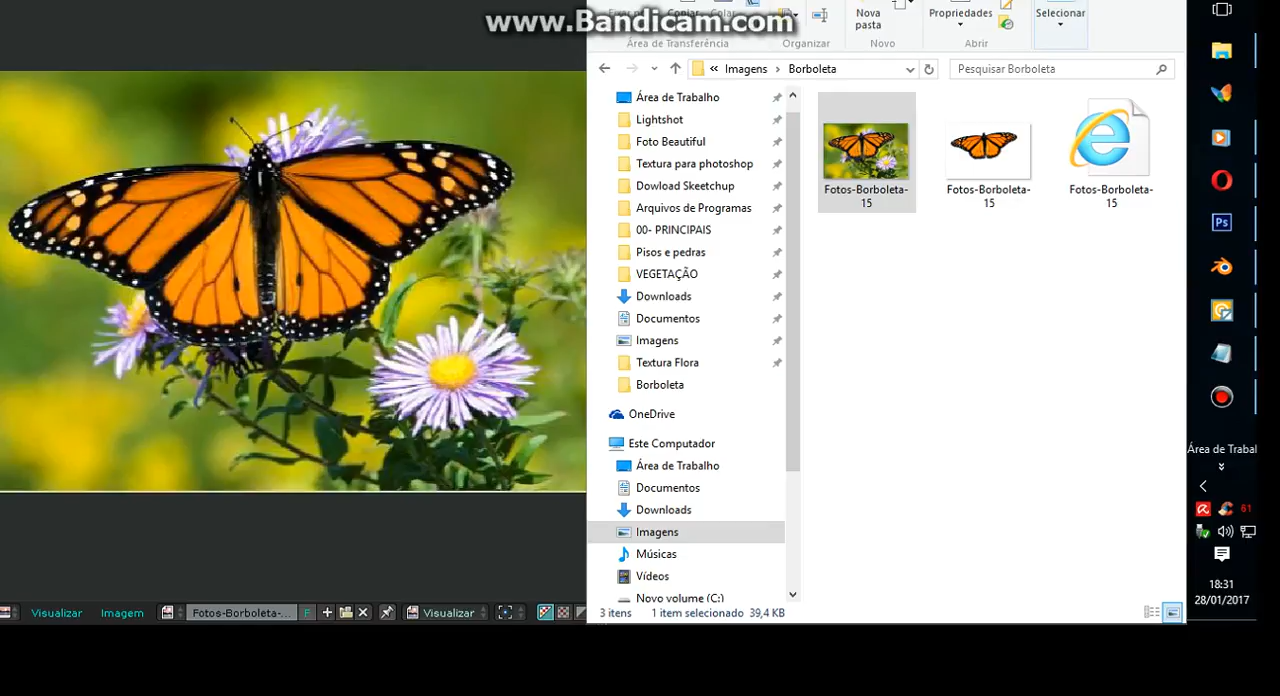 www.Bandicam.com
Copiar Colar
Nova
pasta
Propriedades
Selecionar
Área de Transferência
Organizar
Novo
Abrir
« Imagens › Borboleta
Pesquisar Borboleta
Área de Trabalho
Lightshot
Foto Beautiful
Textura para photoshop
Dowload Skeetchup
Arquivos de Programas
00- PRINCIPAIS
Pisos e pedras
VEGETAÇÃO
Downloads
Documentos
Imagens
Textura Flora
Borboleta
OneDrive
Este Computador
Área de Trabalho
Documentos
Downloads
Imagens
Músicas
Vídeos
Novo volume (C:)
Fotos-Borboleta-
15
Fotos-Borboleta-
15
Fotos-Borboleta-
15
Ps
Área de Trabal
61
18:31
28/01/2017
3 itens 1 item selecionado 39,4 KB
Visualizar Imagem Fotos-Borboleta-... F Visualizar